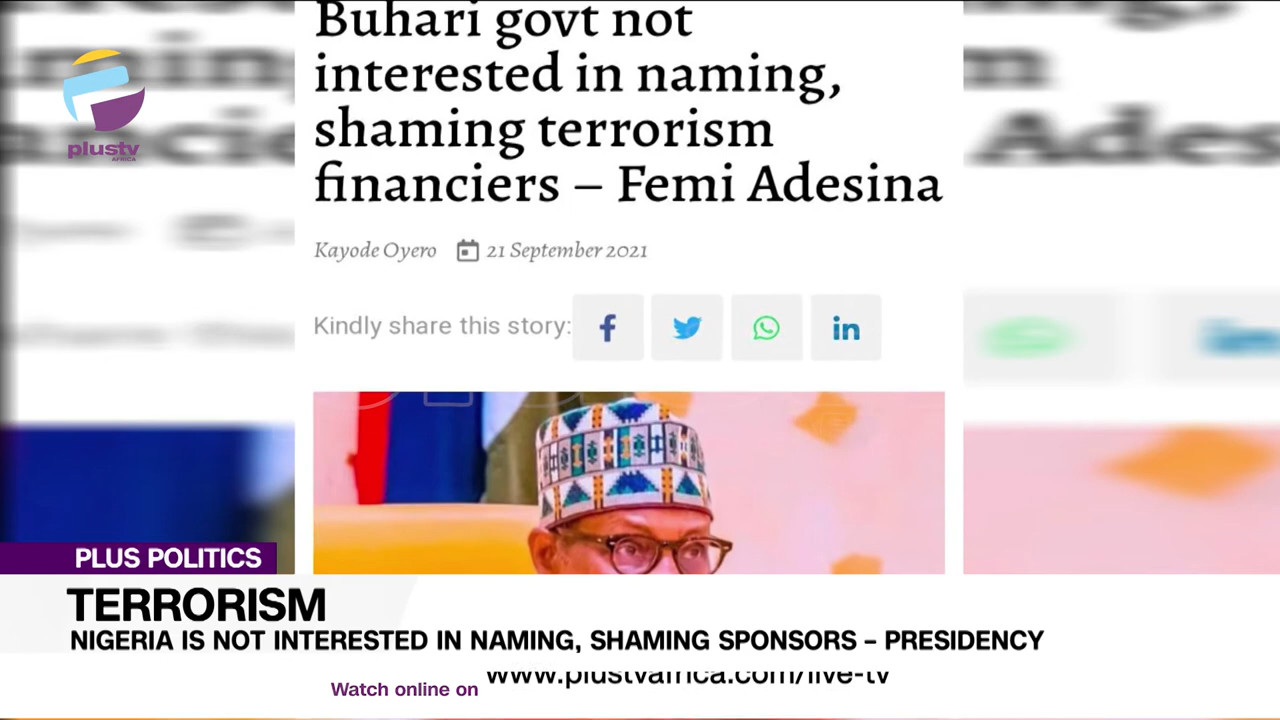 Buhari govt not
interested in naming,
shaming terrorism
financiers – Femi Adesina
Kayode Oyero 21 September 2021
Kindly share this story:
plustv
AFRICA
PLUS POLITICS
TERRORISM
NIGERIA IS NOT INTERESTED IN NAMING, SHAMING SPONSORS – PRESIDENCY
Watch online on www.plustvafrica.com/live-tv